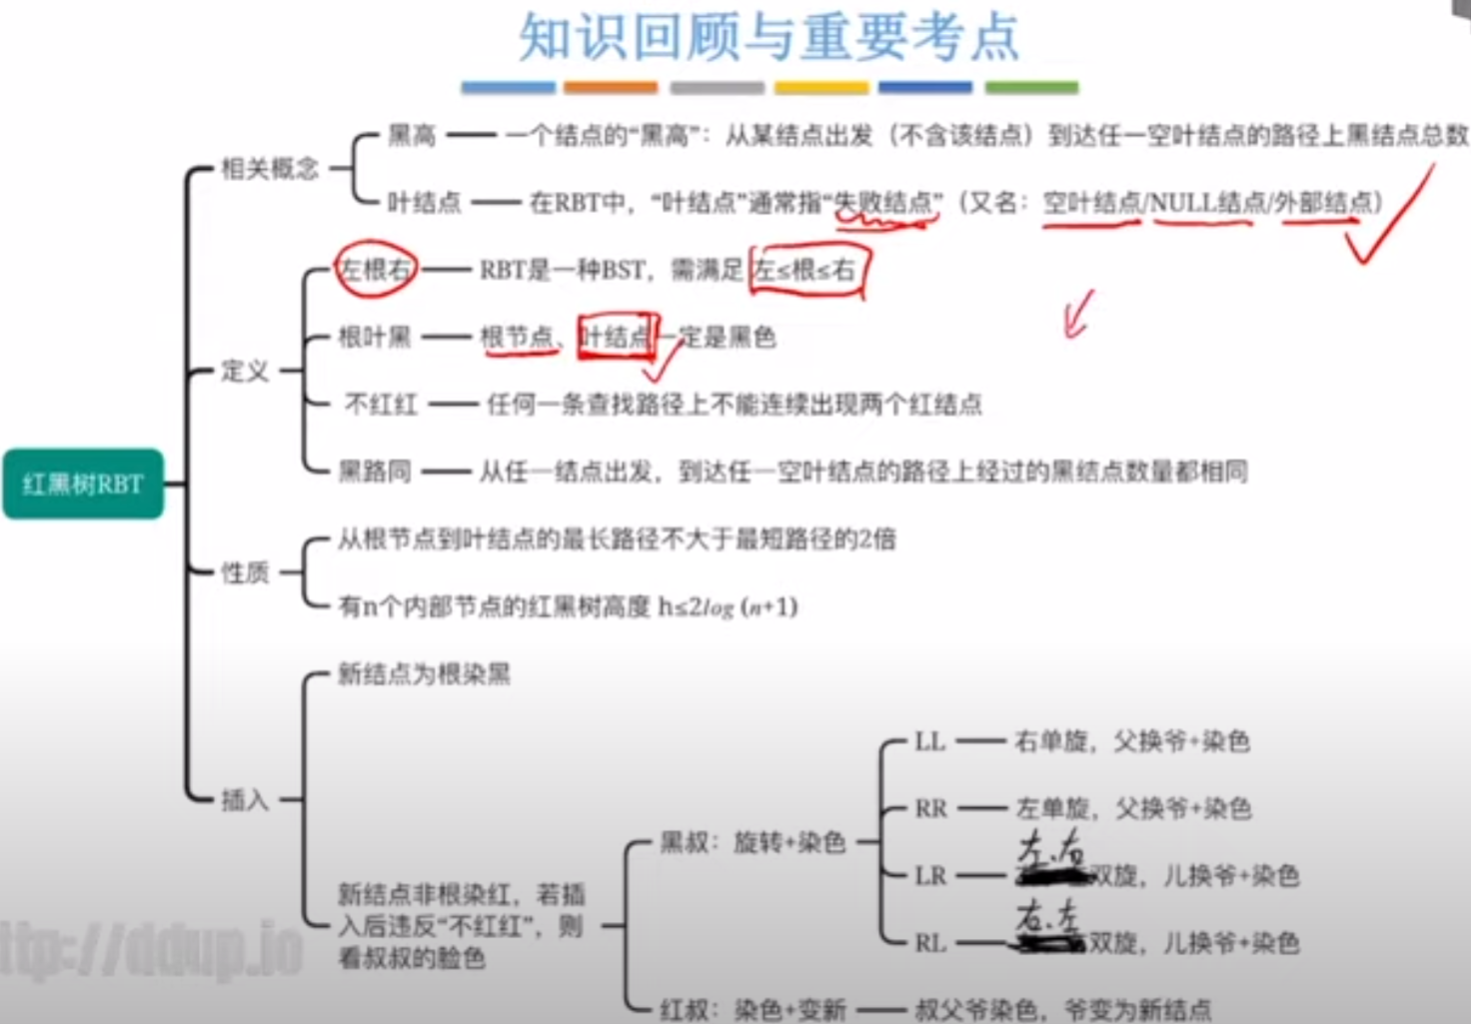 知识回顾与重要考点
相关概念
黑高
一个结点的“黑高”：从某结点出发（不含该结点）到达任一空叶结点的路径上黑结点总数
叶结点
在RBT中，“叶结点”通常指“失败结点”（又名：空叶结点/NULL结点/外部结点）
定义
左根右
RBT是一种BST，需满足 左≤根≤右
根叶黑
根节点、叶结点一定是黑色
不红红
任何一条查找路径上不能连续出现两个红结点
黑路同
从任一结点出发，到达任一空叶结点的路径上经过的黑结点数量都相同
红黑树RBT
性质
从根节点到叶结点的最长路径不大于最短路径的2倍
有n个内部节点的红黑树高度 h≤2log (n+1)
插入
新结点为根染黑
新结点非根染红，若插
入后违反“不红红”，则
看叔叔的脸色
黑叔：旋转+染色
LL
右单旋，父换爷+染色
RR
左单旋，父换爷+染色
左、右
LR
双旋，儿换爷+染色
右、左
RL
双旋，儿换爷+染色
红叔：染色+变新
叔父爷染色，爷变为新结点
ttp://ddup.io